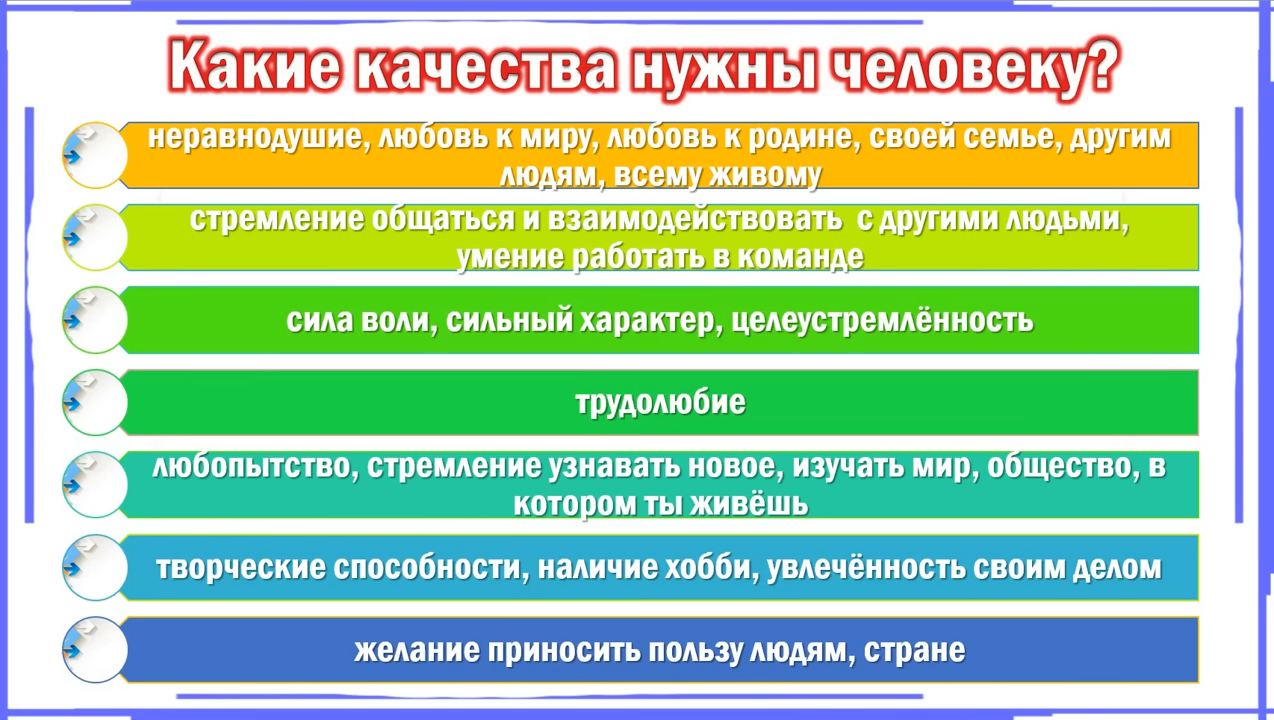 Какие качества нужны человеку?
неравнодушие, любовь к миру, любовь к родине, своей семье, другим
людям, всему живому
стремление общаться и взаимодействовать с другими людьми,
умение работать в команде
сила воли, сильный характер, целеустремлённость
трудолюбие
любопытство, стремление узнавать новое, изучать мир, общество, в
котором ты живёшь
творческие способности, наличие хобби, увлечённость своим делом
желание приносить пользу людям, стране